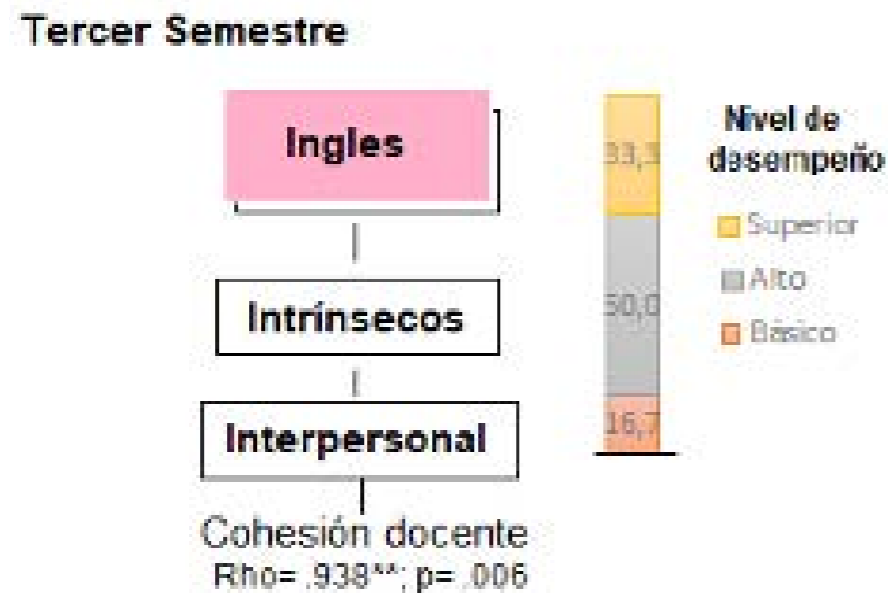 Tercer Semestre
Ingles
Intrínsecos
Interpersonal
Cohesión docente
Rho= .938**; p= .006
33,3
50,0
16,7
Nivel de
desempeño
Superior
Alto
Básico